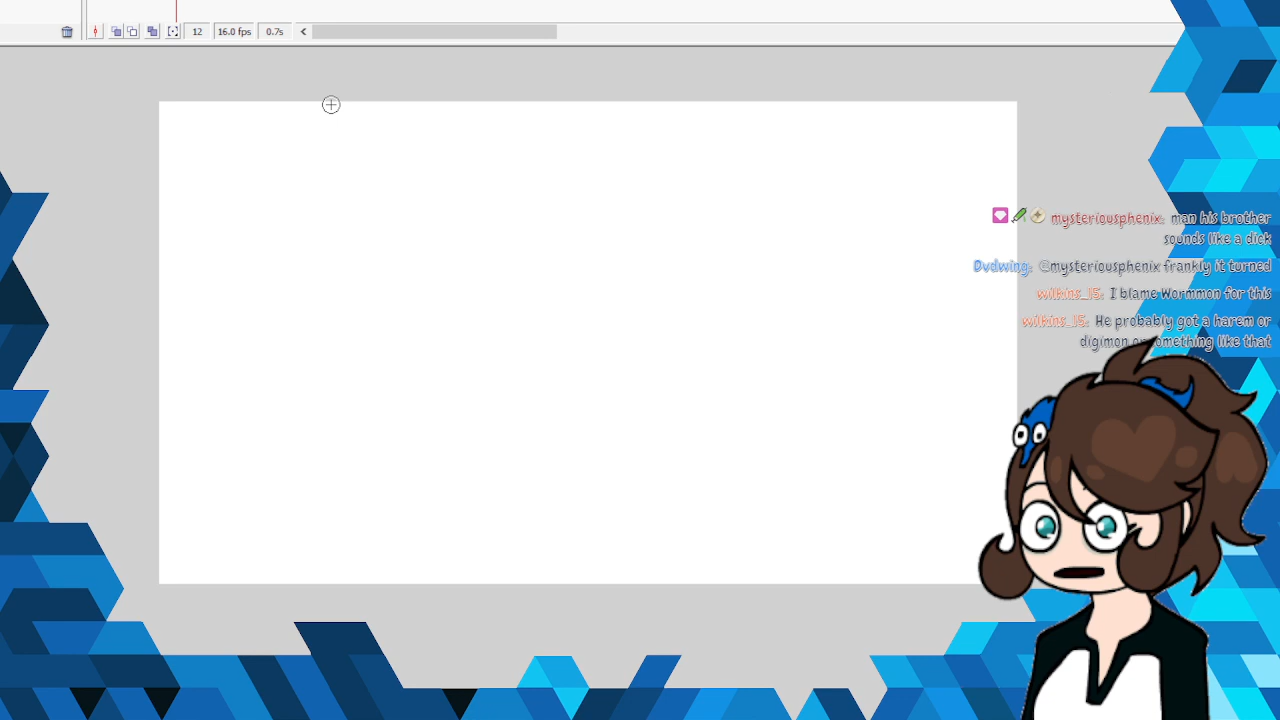 12 16.0 fps 0.7s
mysteriousphenix: man his brother
sounds like a dick
Dvdwing: @mysteriousphenix frankly it turned
wilkins_15: I blame Wormmon for this
wilkins_15: He probably got a harem or
digimon or something like that